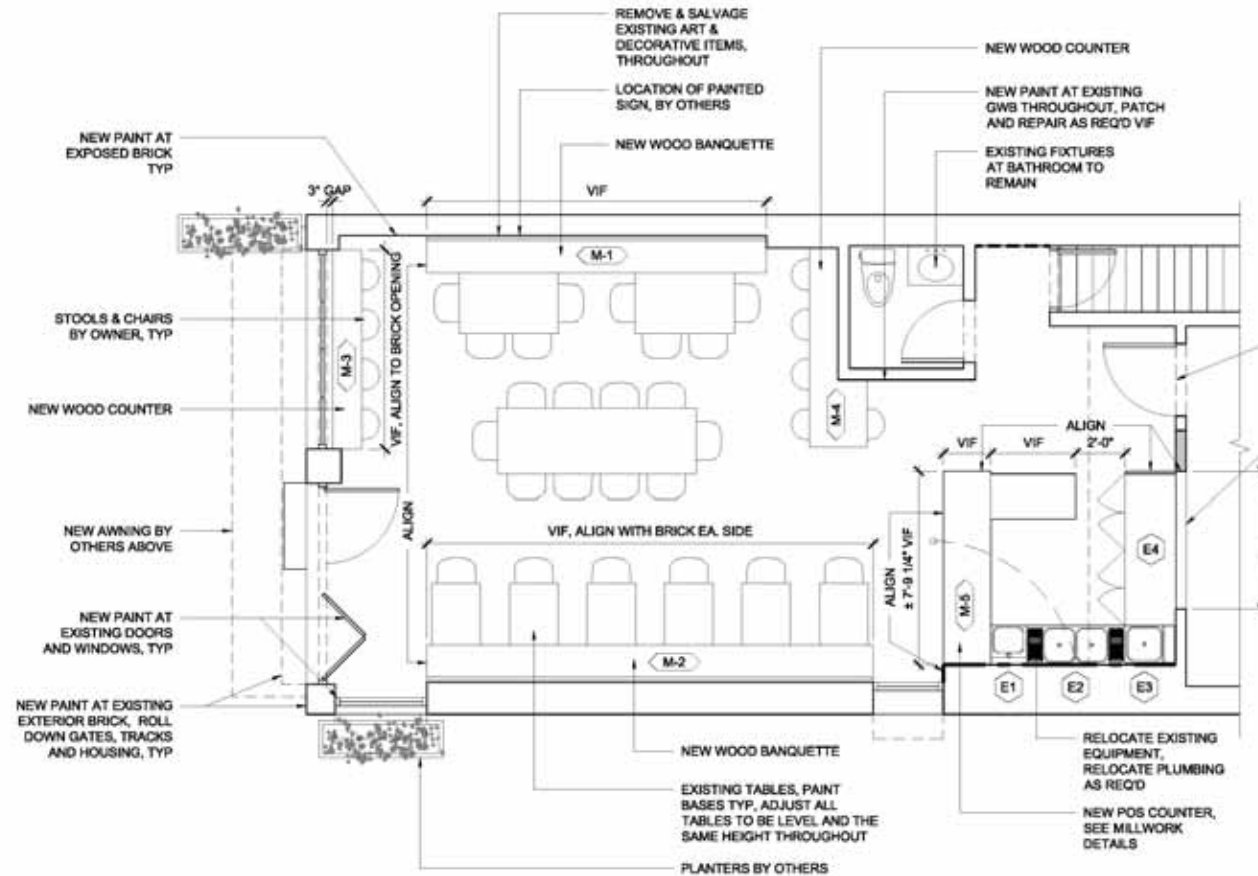 REMOVE & SALVAGE
EXISTING ART &
DECORATIVE ITEMS,
THROUGHOUT
LOCATION OF PAINTED
SIGN, BY OTHERS
NEW WOOD BANQUETTE
NEW WOOD COUNTER
NEW PAINT AT EXISTING
GWB THROUGHOUT, PATCH
AND REPAIR AS REQ'D VIF
EXISTING FIXTURES
AT BATHROOM TO
REMAIN
NEW PAINT AT
EXPOSED BRICK
TYP
3" GAP
VIF
M-1
STOOLS & CHAIRS
BY OWNER, TYP
M-3
VIF, ALIGN TO BRICK OPENING
NEW WOOD COUNTER
M-4
ALIGN
VIF
VIF
2'-0"
ALIGN
NEW AWNING BY
OTHERS ABOVE
VIF, ALIGN WITH BRICK EA. SIDE
ALIGN
± 7'-9 1/4" VIF
E4
M-5
NEW PAINT AT
EXISTING DOORS
AND WINDOWS, TYP
M-2
E1
E2
E3
NEW PAINT AT EXISTING
EXTERIOR BRICK, ROLL
DOWN GATES, TRACKS
AND HOUSING, TYP
NEW WOOD BANQUETTE
EXISTING TABLES, PAINT
BASES TYP, ADJUST ALL
TABLES TO BE LEVEL AND THE
SAME HEIGHT THROUGHOUT
PLANTERS BY OTHERS
RELOCATE EXISTING
EQUIPMENT,
RELOCATE PLUMBING
AS REQ'D
NEW POS COUNTER,
SEE MILLWORK
DETAILS